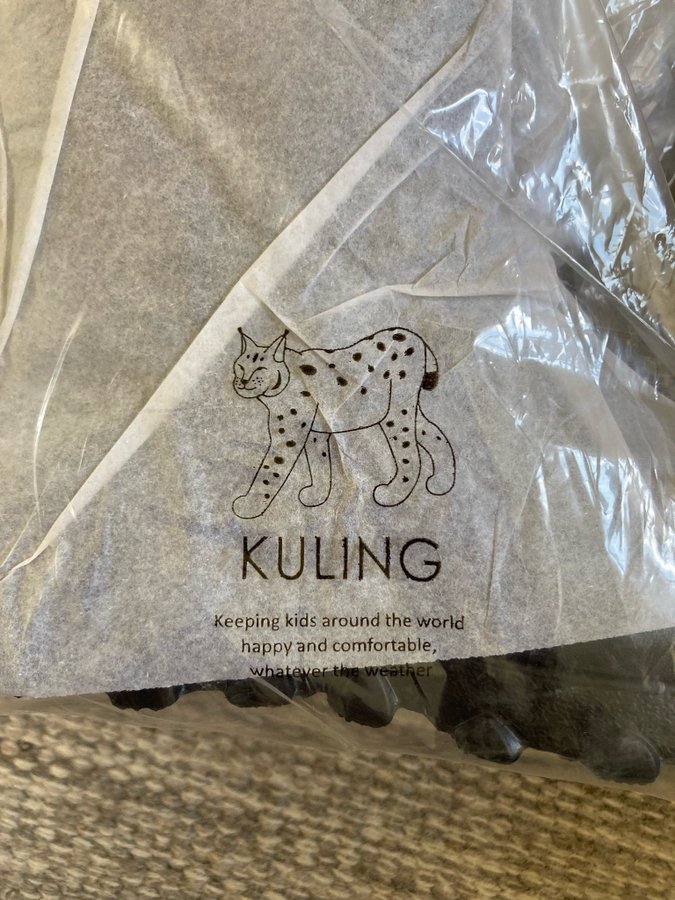 KULING
Keeping kids around the world
happy and comfortable,
whatever the weather